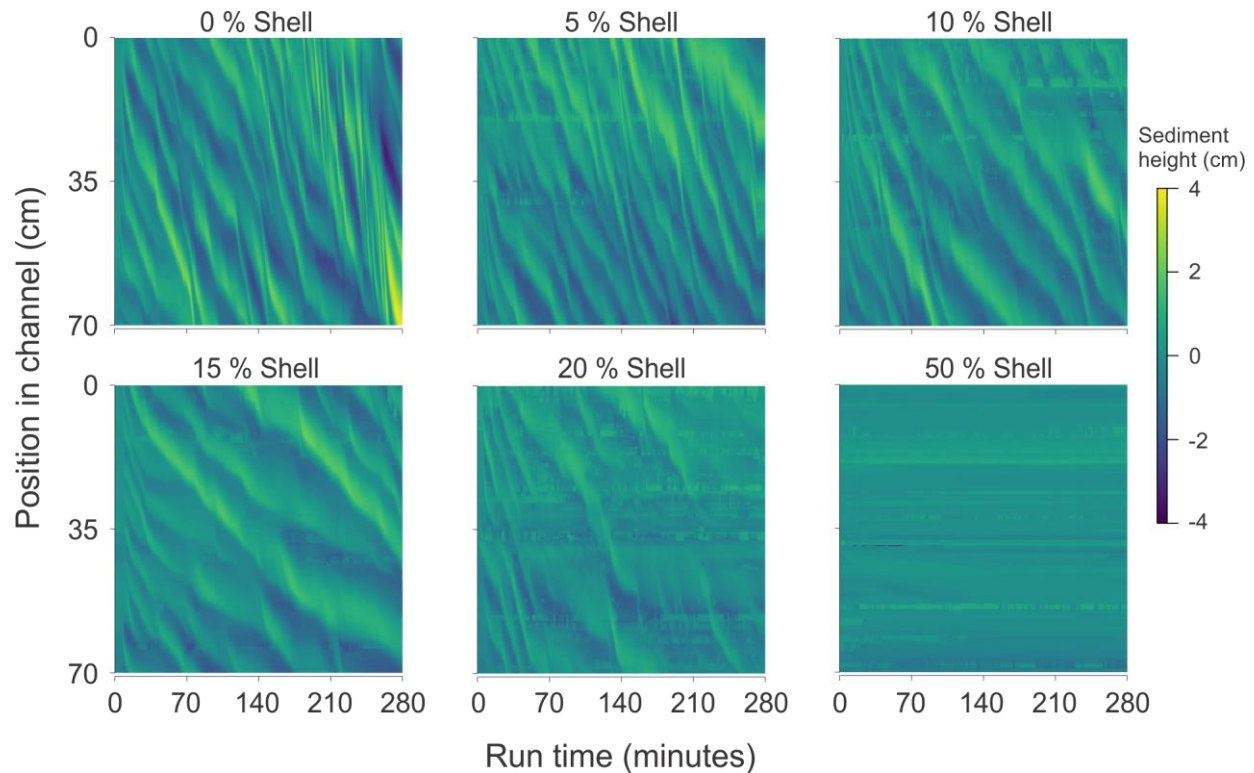 0 % Shell
5 % Shell
10 % Shell
0
35
70
Position in channel (cm)
0
70
140
210
280
15 % Shell
20 % Shell
50 % Shell
0
35
70
0
70
140
210
280
0
70
140
210
280
Run time (minutes)
Sediment
height (cm)
4
2
0
-2
-4